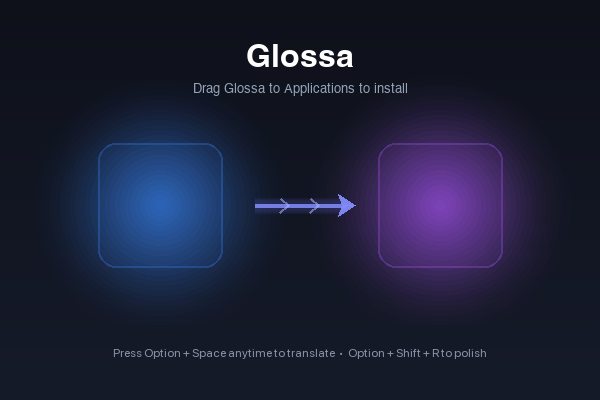 Glossa
Drag Glossa to Applications to install
Press Option + Space anytime to translate • Option + Shift + R to polish